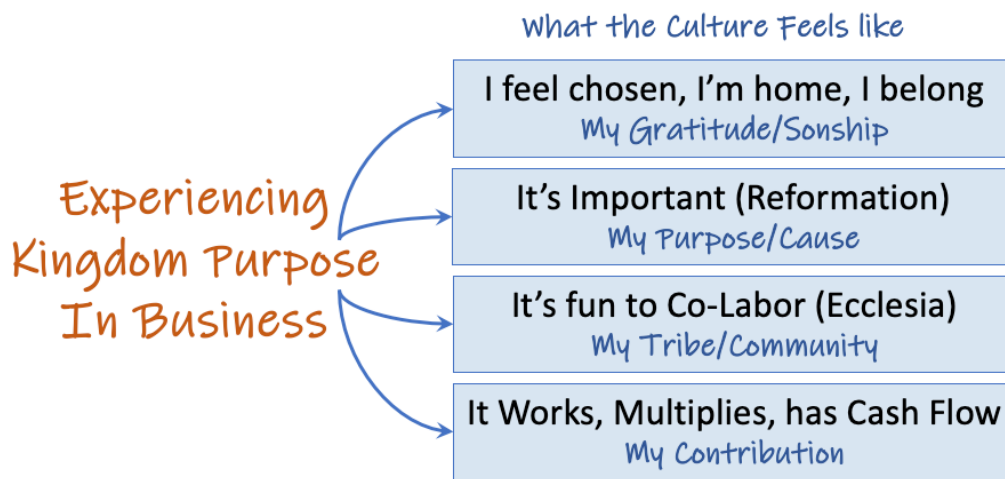 What the Culture Feels like
I feel chosen, I'm home, I belong
My Gratitude/Sonship
Experiencing
Kingdom Purpose
In Business
It's Important (Reformation)
My Purpose/Cause
It's fun to Co-Labor (Ecclesia)
My Tribe/Community
It Works, Multiplies, has Cash Flow
My Contribution